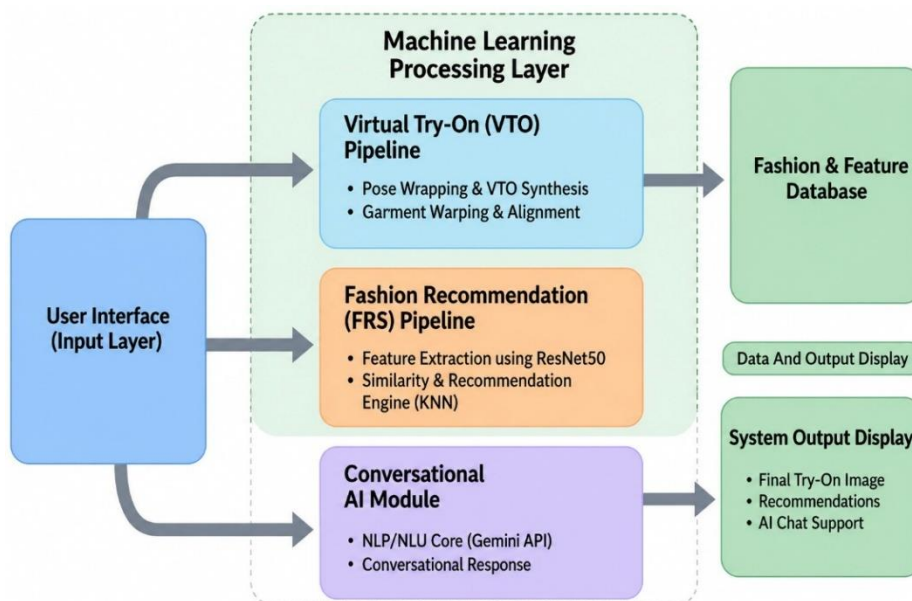 Machine Learning
Processing Layer
User Interface
(Input Layer)
Virtual Try-On (VTO)
Pipeline
• Pose Wrapping & VTO Synthesis
• Garment Warping & Alignment
Fashion Recommendation
(FRS) Pipeline
• Feature Extraction using ResNet50
• Similarity & Recommendation
Engine (KNN)
Conversational
AI Module
• NLP/NLU Core (Gemini API)
• Conversational Response
Fashion & Feature
Database
Data And Output Display
System Output Display
• Final Try-On Image
• Recommendations
• AI Chat Support